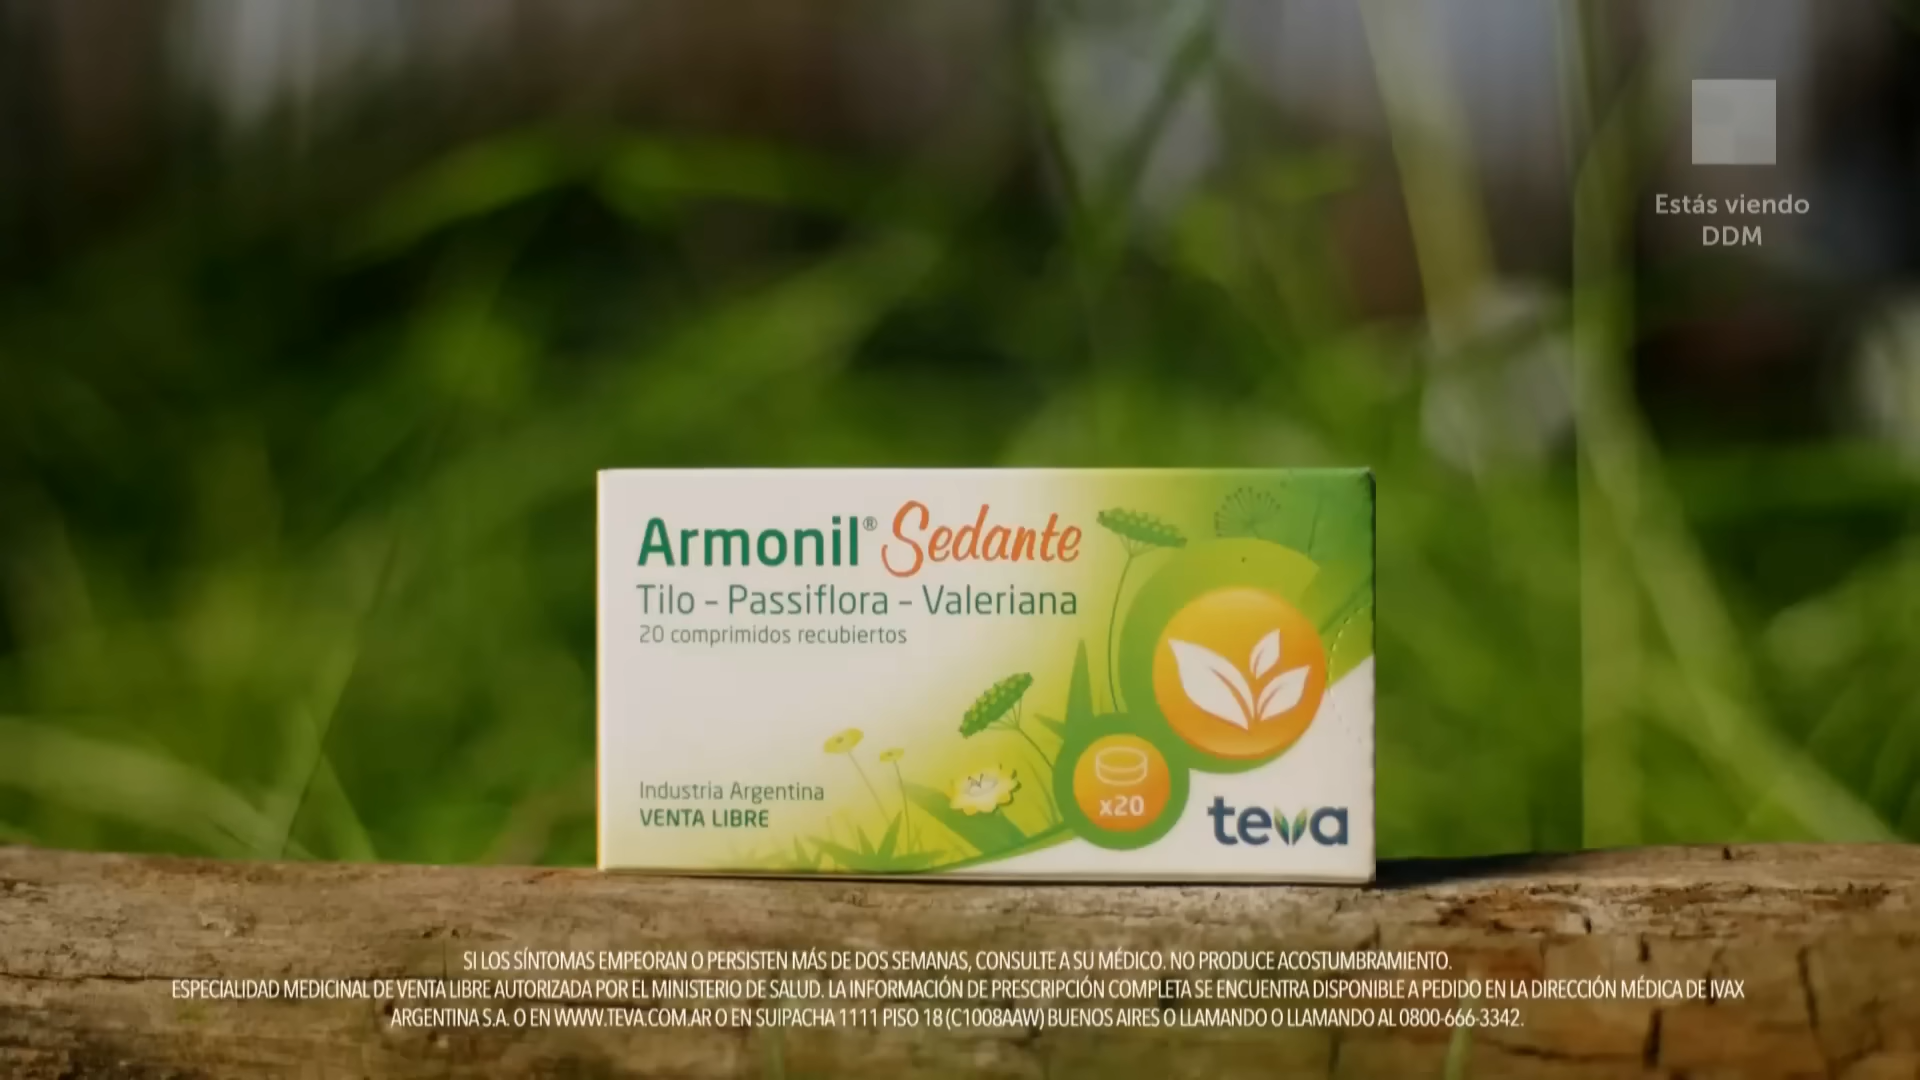 Estás viendo
DDM
Armonil® Sedante
Tilo – Passiflora – Valeriana
20 comprimidos recubiertos
Industria Argentina
VENTA LIBRE
x20
teva
SI LOS SÍNTOMAS EMPEORAN O PERSISTEN MÁS DE DOS SEMANAS, CONSULTE A SU MÉDICO. NO PRODUCE ACOSTUMBRAMIENTO.
ESPECIALIDAD MEDICINAL DE VENTA LIBRE AUTORIZADA POR EL MINISTERIO DE SALUD. LA INFORMACIÓN DE PRESCRIPCIÓN COMPLETA SE ENCUENTRA DISPONIBLE A PEDIDO EN LA DIRECCIÓN MÉDICA DE IVAX
ARGENTINA S.A. O EN WWW.TEVA.COM.AR O EN SUIPACHA 1111 PISO 18 (C1008AAW) BUENOS AIRES O LLAMANDO O LLAMANDO AL 0800-666-3342.